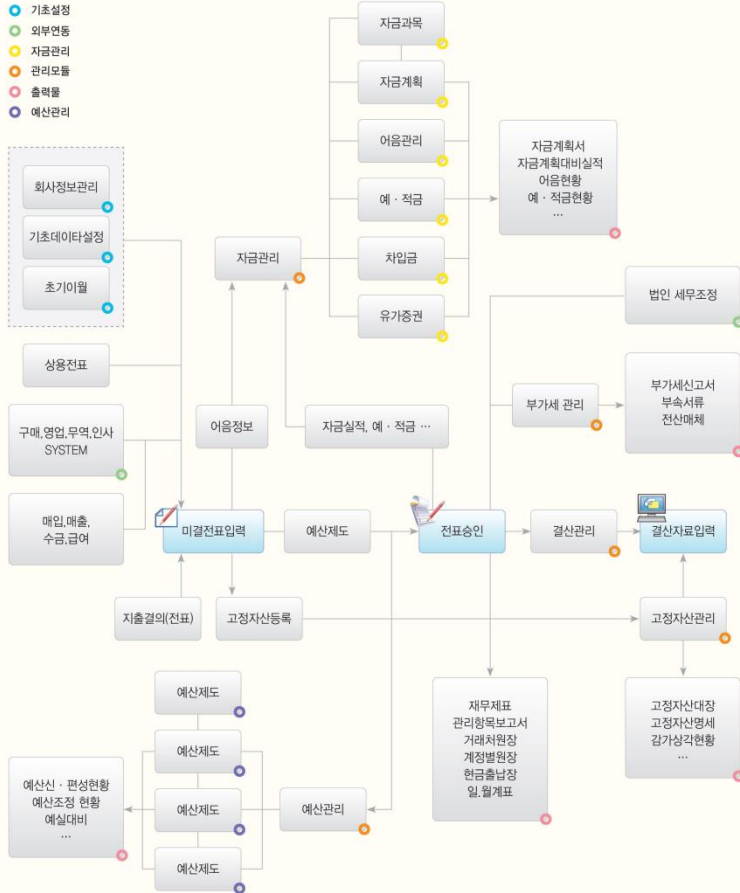 기초설정
외부연동
자금관리
관리모듈
출력물
예산관리
자금과목
자금계획
어음관리
예 · 적금
차입금
유가증권
자금계획서
자금계획대비실적
어음현황
예 · 적금현황
...
회사정보관리
기초데이타설정
초기이월
자금관리
법인 세무조정
상용전표
부가세 관리
부가세신고서
부속서류
전산매체
구매,영업,무역,인사
SYSTEM
어음정보
자금실적, 예 · 적금 ...
매입,매출,
수금,급여
미결전표입력
예산제도
전표승인
결산관리
결산자료입력
지출결의(전표)
고정자산등록
고정자산관리
예산제도
예산제도
예산제도
예산제도
예산신 · 편성현황
예산조정 현황
예실대비
...
예산관리
재무제표
관리항목보고서
거래처원장
계정별원장
현금출납장
일.월계표
고정자산대장
고정자산명세
감가상각현황
...